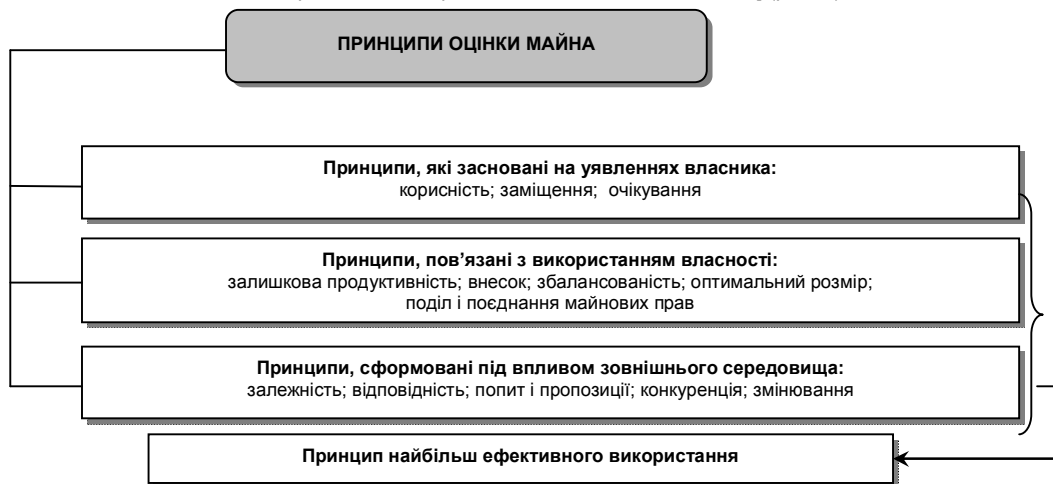 ПРИНЦИПИ ОЦІНКИ МАЙНА
Принципи, які засновані на уявленнях власника:
корисність; заміщення; очікування
Принципи, пов’язані з використанням власності:
залишкова продуктивність; внесок; збалансованість; оптимальний розмір;
поділ і поєднання майнових прав
Принципи, сформовані під впливом зовнішнього середовища:
залежність; відповідність; попит і пропозиції; конкуренція; змінювання
Принцип найбільш ефективного використання